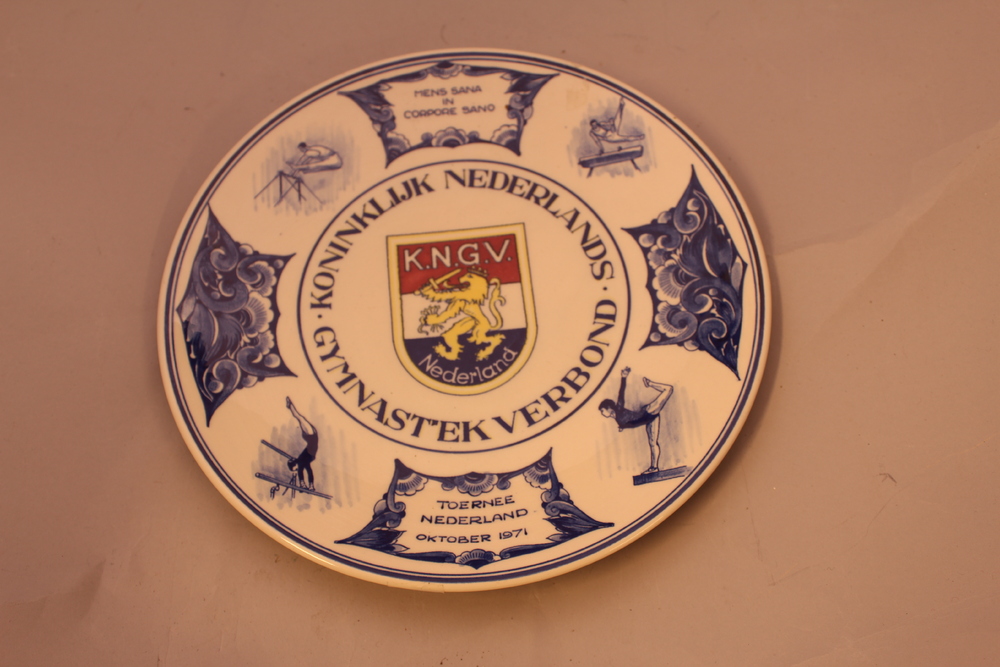 MENS SANA
IN
CORPORE SANO
· KONINKLIJK NEDERLANDS ·
GYMNAST'EK VERBOND
K.N.G.V.
Nederland
TOERNEE
NEDERLAND
OKTOBER 1971